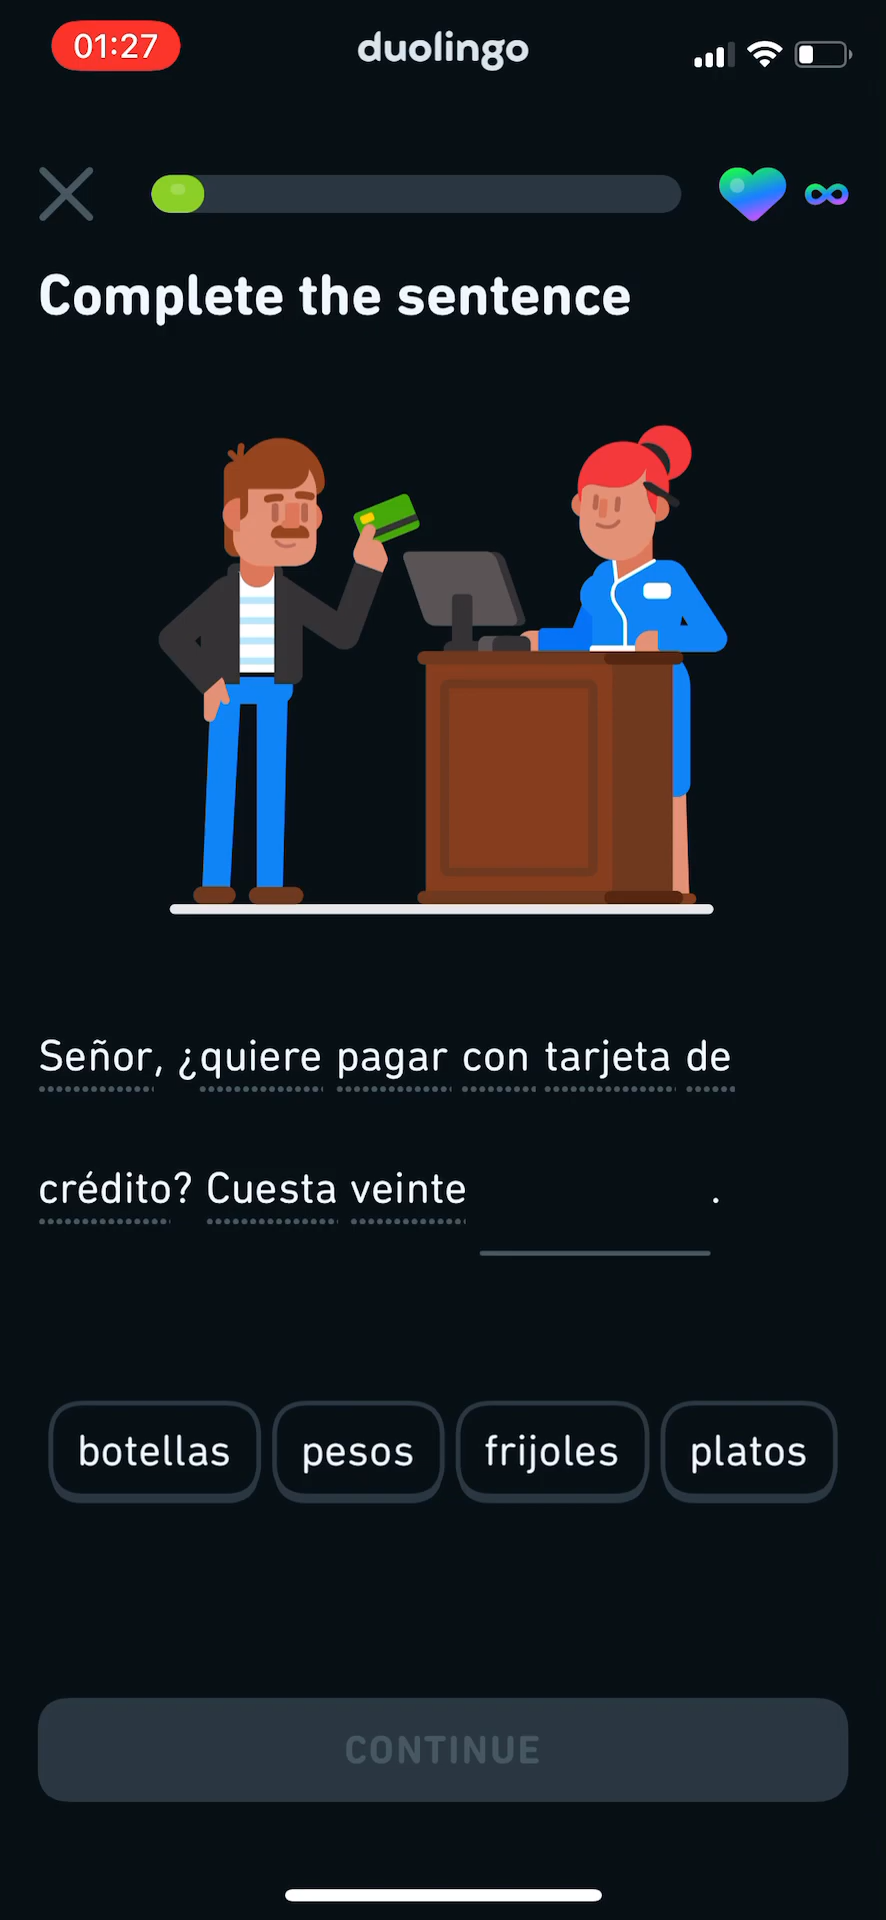 01:27
duolingo
Complete the sentence
Señor, ¿quiere pagar con tarjeta de
crédito? Cuesta veinte .
botellas pesos frijoles platos
CONTINUE